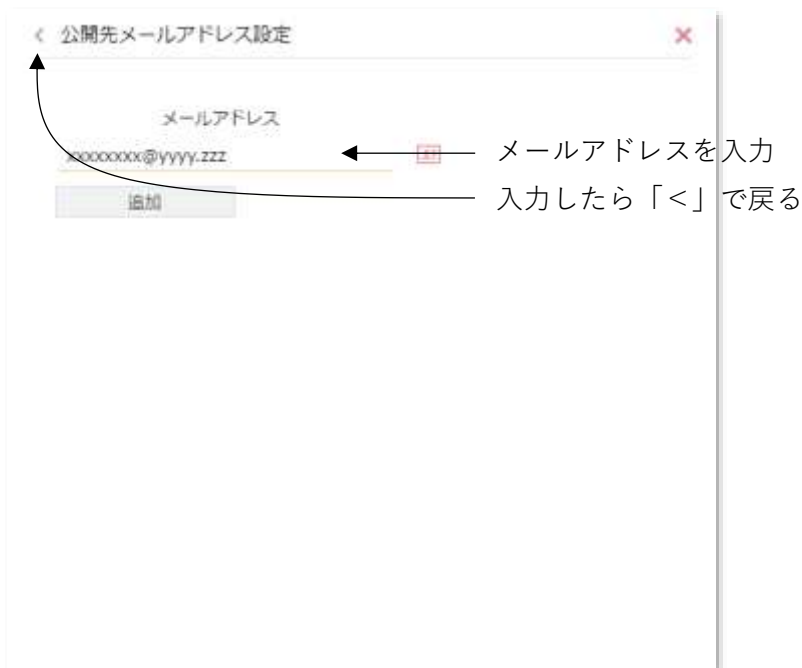 < 公開先メールアドレス設定 ×
メールアドレス
xxxxxxxx@yyyy.zzz
メールアドレスを入力
追加
入力したら「<」で戻る